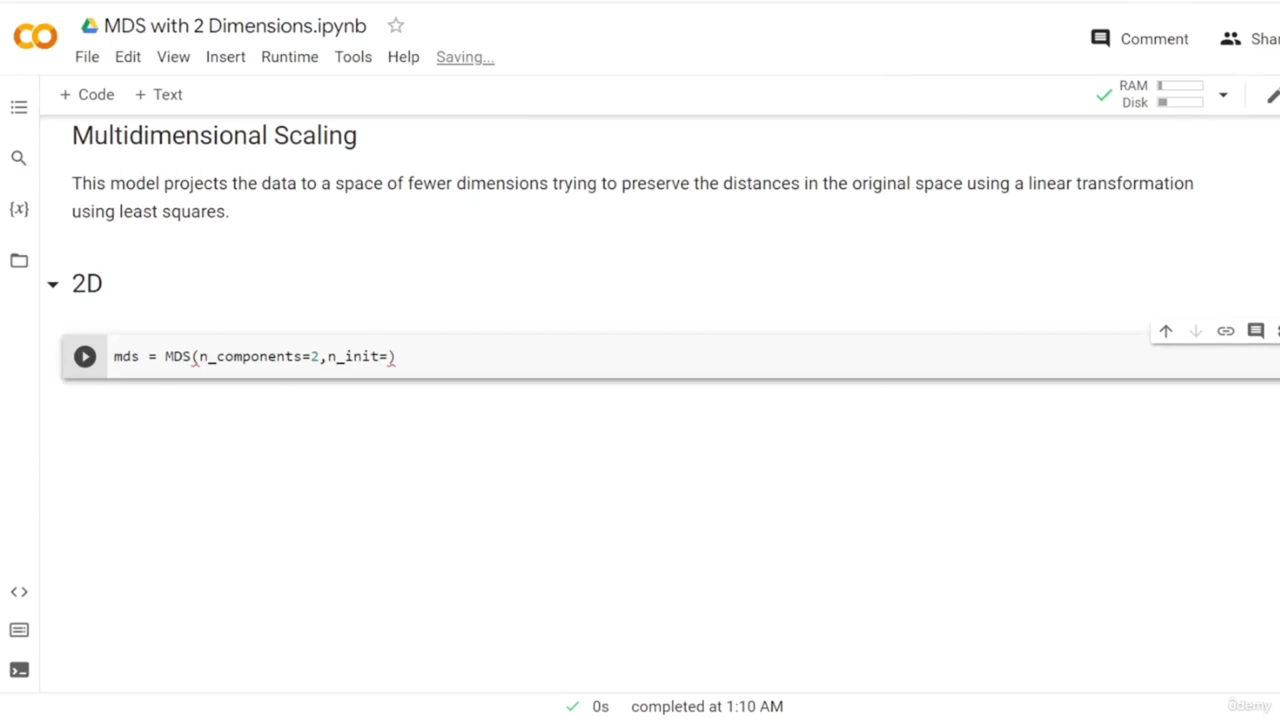 MDS with 2 Dimensions.ipynb
File Edit View Insert Runtime Tools Help Saving...
Comment
+ Code + Text
RAM
Disk
Multidimensional Scaling
This model projects the data to a space of fewer dimensions trying to preserve the distances in the original space using a linear transformation
using least squares.
{x}
2D
mds = MDS(n_components=2,n_init=)
0s completed at 1:10 AM
ûdemy